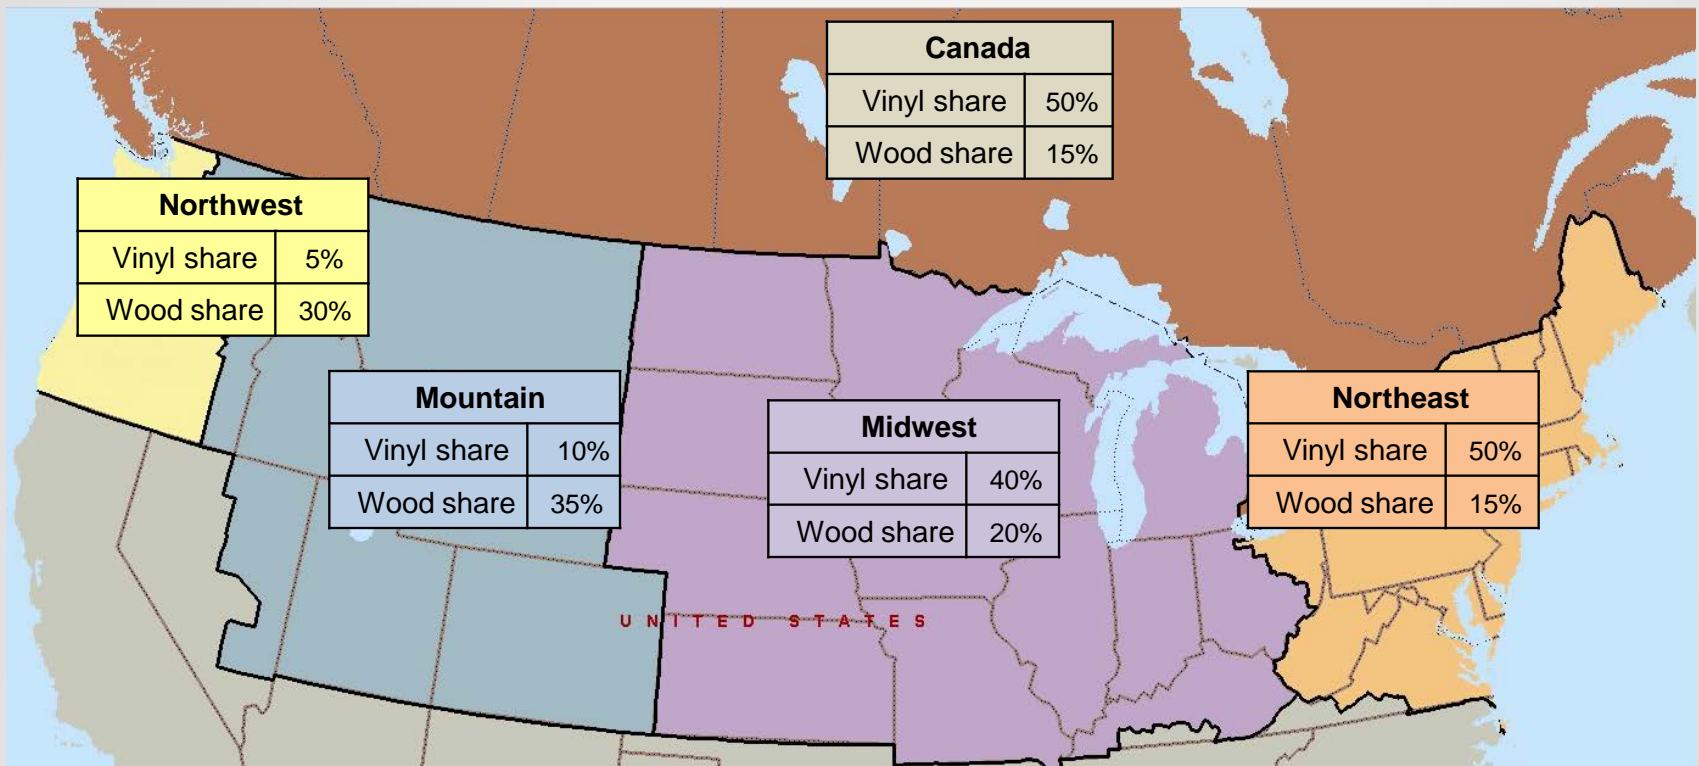 Canada
Vinyl share 50%
Wood share 15%
Northwest
Vinyl share 5%
Wood share 30%
Mountain
Vinyl share 10%
Wood share 35%
Midwest
Vinyl share 40%
Wood share 20%
Northeast
Vinyl share 50%
Wood share 15%
UNITED STATES